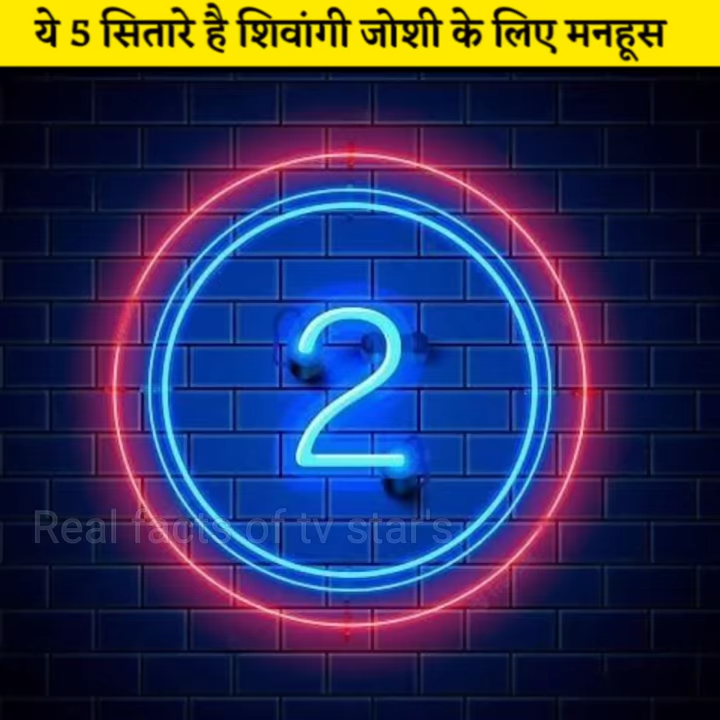 ये 5 सितारे है शिवांगी जोशी के लिए मनहूस
2
Real facts of tv star's